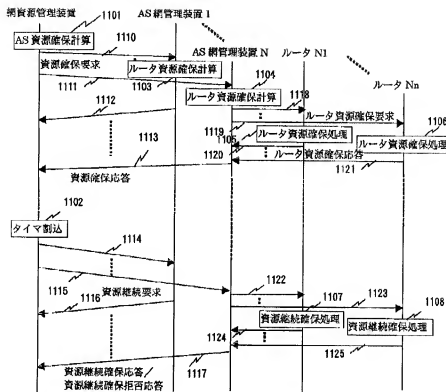 網資源管理装置
AS網管理装置 1
1101
AS資源確保計算
1110
AS網管理装置 N
ルータ N1
資源確保要求
ルータ資源確保計算
1104
ルータ Nn
1111
1103
ルータ資源確保計算
1118
1112
ルータ資源確保要求
1106
1119
1105
ルータ資源確保処理
ルータ資源確保処理
1113
1120
ルータ資源確保応答
1121
資源確保応答
1102
タイマ割込
1114
1122
1115
資源継続要求
1107
1123
1116
1108
資源継続確保処理
資源継続確保処理
1124
1125
1117
資源継続確保応答/
資源継続確保拒否応答